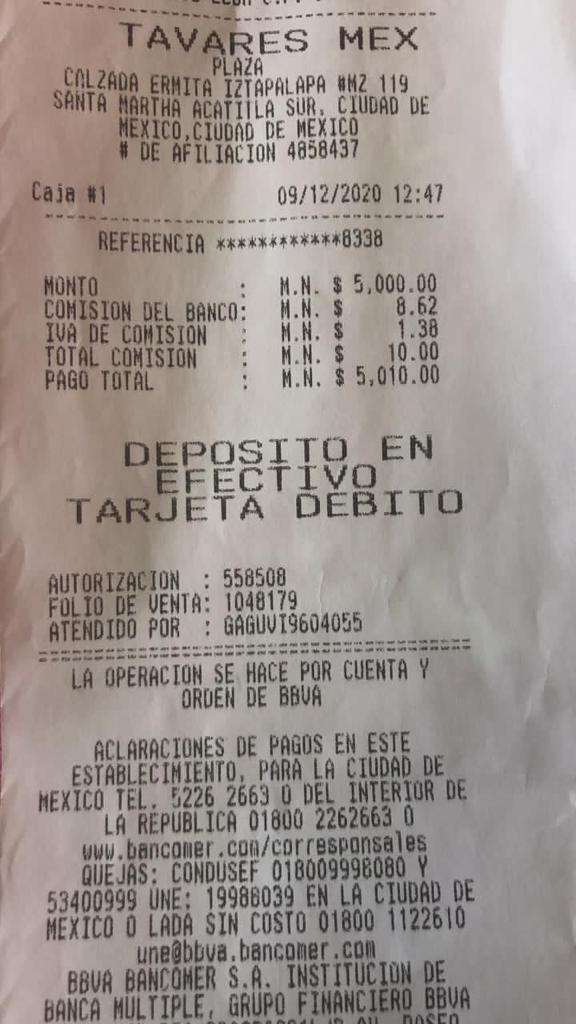 TAVARES MEX
PLAZA
CALZADA ERMITA IZTAPALAPA #MZ 119
SANTA MARTHA ACATITLA SUR, CIUDAD DE
MEXICO,CIUDAD DE MEXICO
# DE AFILIACION 4858437
Caja #1 09/12/2020 12:47
REFERENCIA ************8338
MONTO : M.N. $ 5,000.00
COMISION DEL BANCO: M.N. $ 8.62
IVA DE COMISION : M.N. $ 1.38
TOTAL COMISION : M.N. $ 10.00
PAGO TOTAL : M.N. $ 5,010.00
DEPOSITO EN
EFECTIVO
TARJETA DEBITO
AUTORIZACION : 558508
FOLIO DE VENTA: 1048179
ATENDIDO POR : GAGUVI9604055
LA OPERACION SE HACE POR CUENTA Y
ORDEN DE BBVA
ACLARACIONES DE PAGOS EN ESTE
ESTABLECIMIENTO, PARA LA CIUDAD DE
MEXICO TEL. 5226 2663 O DEL INTERIOR DE
LA REPUBLICA 01800 2262663 O
www.bancomer.com/corresponsales
QUEJAS: CONDUSEF 018009998080 Y
53400999 UNE: 19986039 EN LA CIUDAD DE
MEXICO O LADA SIN COSTO 01800 1122610
une@bbva.bancomer.com
BBVA BANCOMER S.A. INSTITUCION DE
BANCA MULTIPLE, GRUPO FINANCIERO BBVA